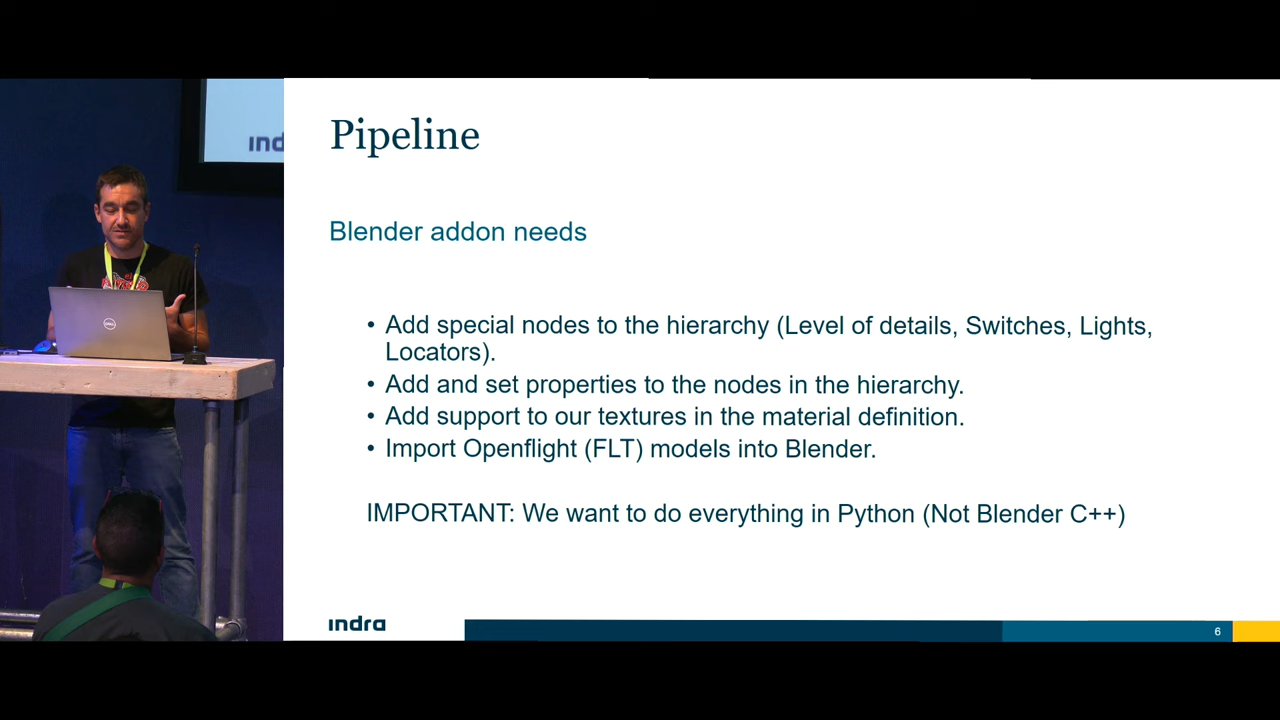 ind
Pipeline
Blender addon needs
• Add special nodes to the hierarchy (Level of details, Switches, Lights,
Locators).
• Add and set properties to the nodes in the hierarchy.
• Add support to our textures in the material definition.
• Import Openflight (FLT) models into Blender.
IMPORTANT: We want to do everything in Python (Not Blender C++)
indra
6